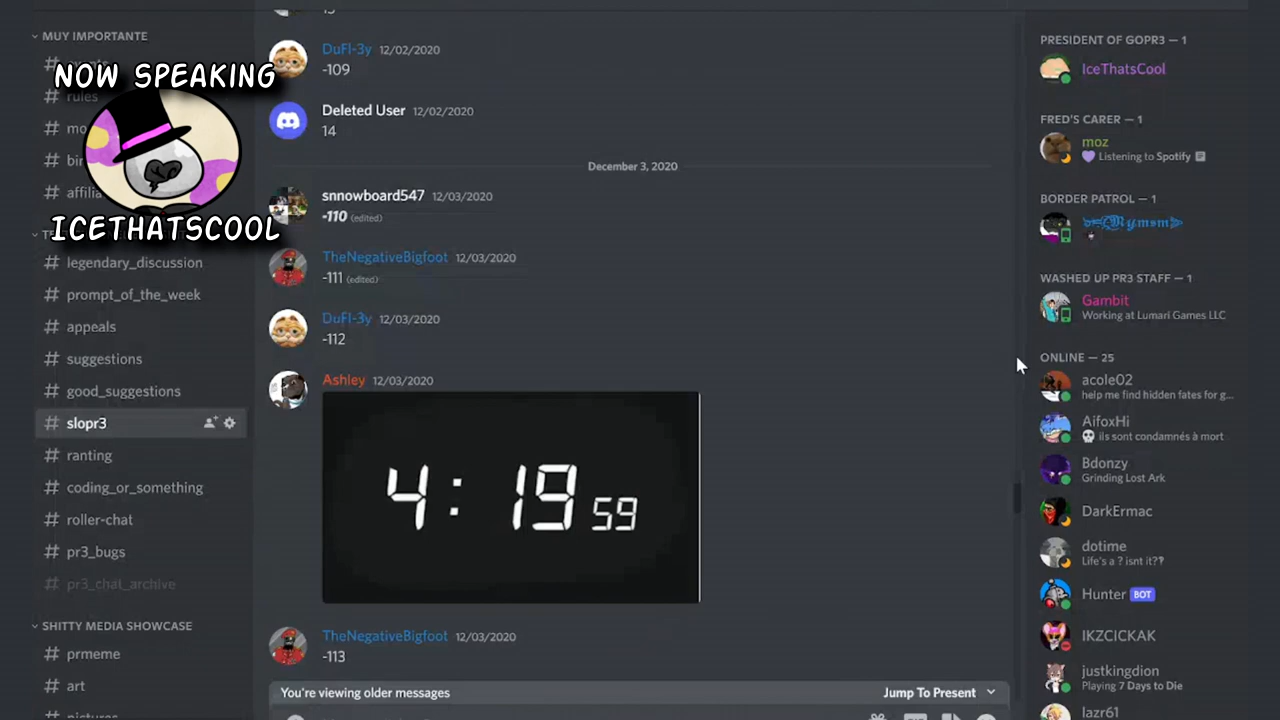 MUY IMPORTANTE
NOW SPEAKING
rules
ICETHATSCOOL
# legendary_discussion
# prompt_of_the_week
# appeals
# suggestions
# good_suggestions
# slopr3
# ranting
# coding_or_something
# roller-chat
# pr3_bugs
# pr3_chat_archive
SHITTY MEDIA SHOWCASE
# prmeme
# art
DuFl-3y 12/02/2020
-109
Deleted User 12/02/2020
14
December 3, 2020
snnowboard547 12/03/2020
-110 (edited)
TheNegativeBigfoot 12/03/2020
-111 (edited)
DuFl-3y 12/03/2020
-112
Ashley 12/03/2020
4:19 59
TheNegativeBigfoot 12/03/2020
-113
You're viewing older messages
Jump To Present
PRESIDENT OF GOPR3 — 1
IceThatsCool
FRED'S CARER — 1
moz
Listening to Spotify
BORDER PATROL — 1
WASHED UP PR3 STAFF — 1
Gambit
Working at Lumari Games LLC
ONLINE — 25
acole02
help me find hidden fates for g...
AifoxHi
ils sont condamnés à mort
Bdonzy
Grinding Lost Ark
DarkErmac
dotime
Life's a ? isnt it??
Hunter BOT
IKZCICKAK
justkingdion
Playing 7 Days to Die
lazr61